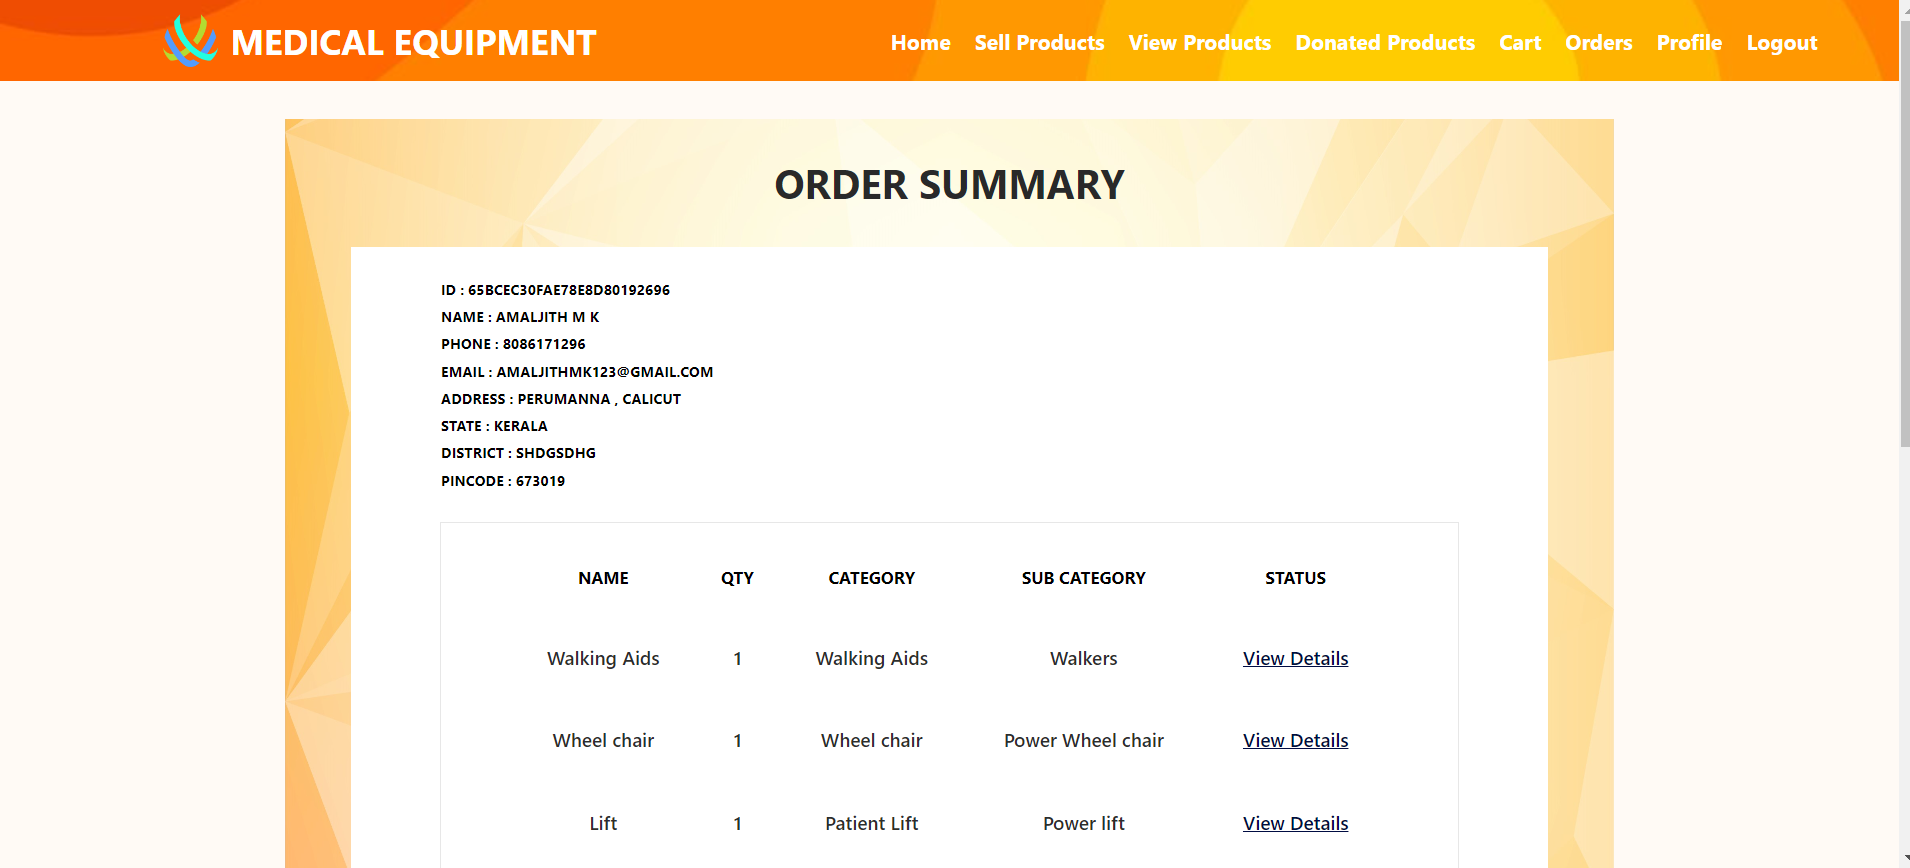 MEDICAL EQUIPMENT Home Sell Products View Products Donated Products Cart Orders Profile Logout
ORDER SUMMARY
ID : 65BCEC30FAE78E8D80192696
NAME : AMALJITH M K
PHONE : 8086171296
EMAIL : AMALJITHMK123@GMAIL.COM
ADDRESS : PERUMANNA , CALICUT
STATE : KERALA
DISTRICT : SHDGSDHG
PINCODE : 673019
NAME QTY CATEGORY SUB CATEGORY STATUS
Walking Aids 1 Walking Aids Walkers View Details
Wheel chair 1 Wheel chair Power Wheel chair View Details
Lift 1 Patient Lift Power lift View Details